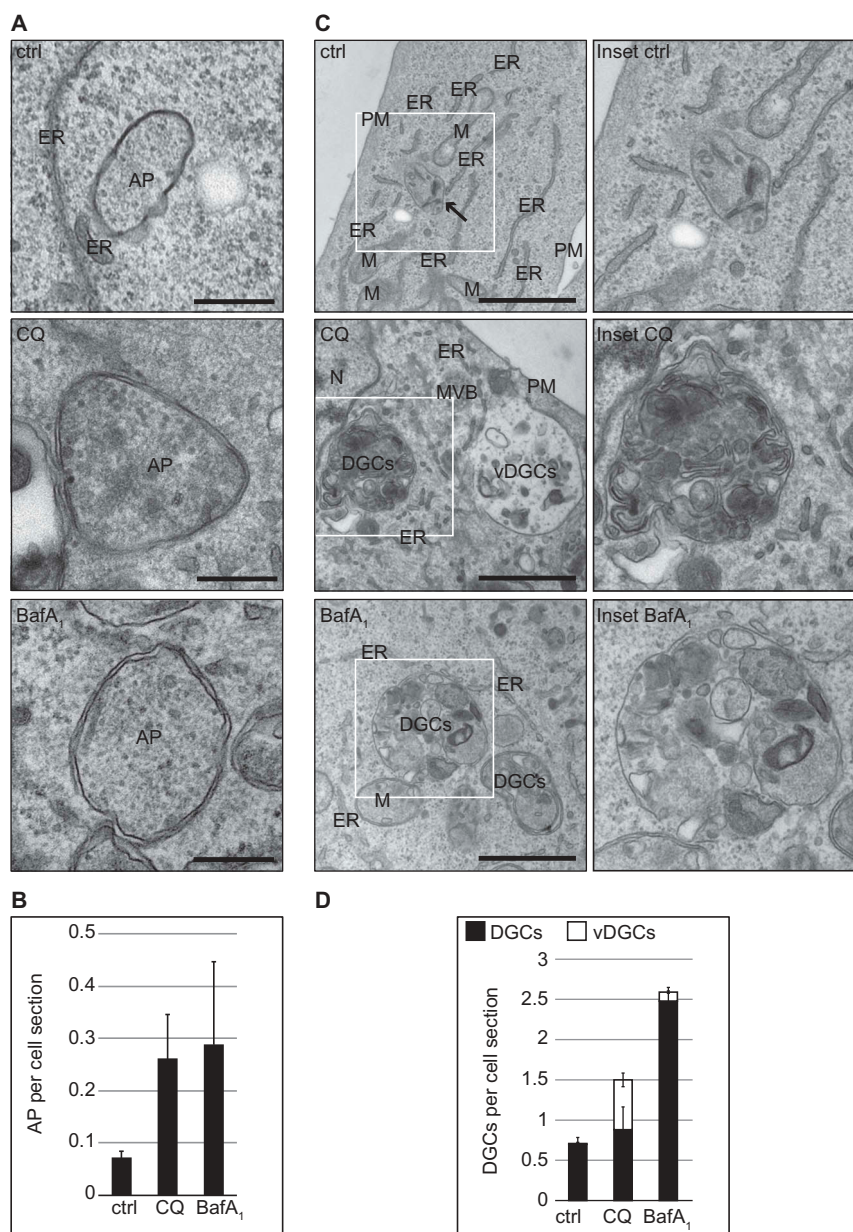 A
C
ctrl
ER
AP
ER
ctrl
ER
ER
ER
PM
M
ER
ER
ER
PM
M
ER
ER
M
M
Inset ctrl
CQ
AP
CQ
ER
N
MVB
PM
DGCs
vDGCs
ER
Inset CQ
BafA₁
AP
BafA₁
ER
ER
DGCs
DGCs
M
ER
Inset BafA₁
B
0.5
0.4
0.3
0.2
0.1
0
AP per cell section
ctrl CQ BafA₁
D
DGCs vDGCs
3
2.5
2
1.5
1
0.5
0
DGCs per cell section
ctrl CQ BafA₁